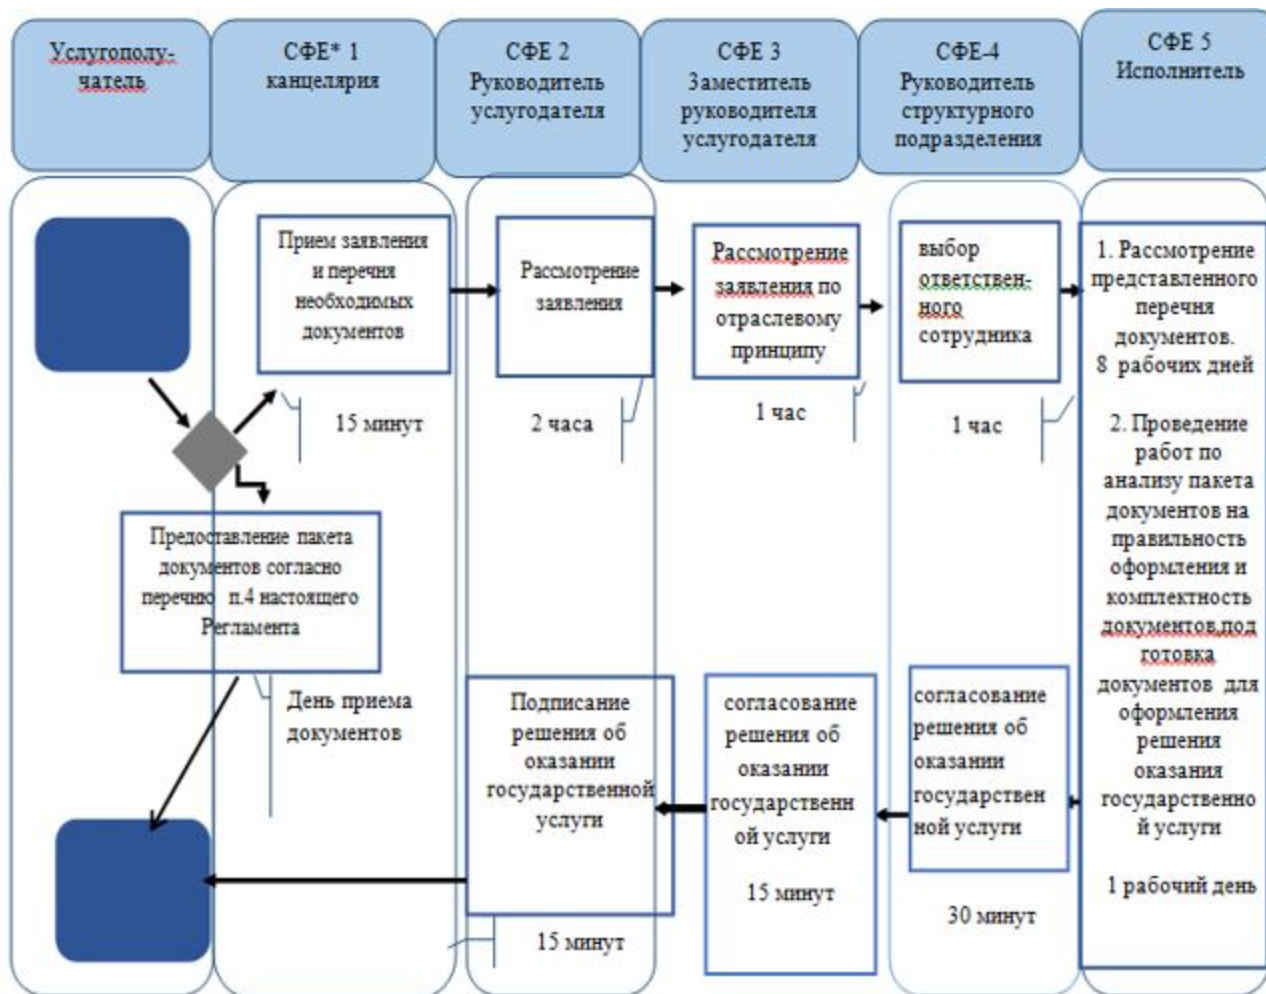 Услугополу-
чатель
СФЕ* 1
канцелярия
СФЕ 2
Руководитель
услугодателя
СФЕ 3
Заместитель
руководителя
услугодателя
СФЕ-4
Руководитель
структурного
подразделения
СФЕ 5
Исполнитель
Прием заявления
и перечня
необходимых
документов
15 минут
Рассмотрение
заявления
2 часа
Рассмотрение
заявления по
отраслевому
принципу
1 час
выбор
ответствен-
ного
сотрудника
1 час
1. Рассмотрение
представленного
перечня
документов.
8 рабочих дней
2. Проведение
работ по
анализу пакета
документов на
правильность
оформления и
комплектность
документов,под
готовка
документов для
оформления
решения
оказания
государственно
й услуги
1 рабочий день
Предоставление пакета
документов согласно
перечню п.4 настоящего
Регламента
День приема
документов
Подписание
решения об
оказании
государственной
услуги
15 минут
согласование
решения об
оказании
государственн
ой услуги
15 минут
согласование
решения об
оказании
государствен
ной услуги
30 минут